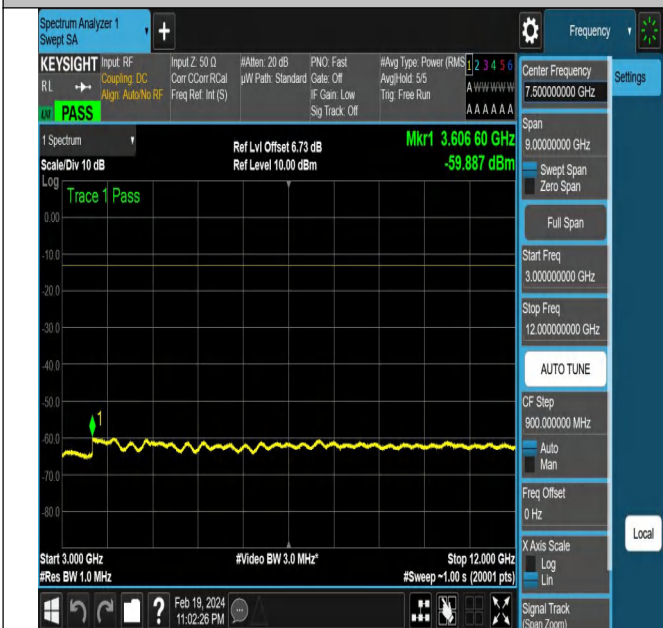 Spectrum Analyzer 1
Swept SA
+
Frequency
KEYSIGHT
RL
LXI
PASS
Input: RF
Coupling: DC
Align: Auto/No RF
Input Z: 50 Ω
Corr CCorr RCal
Freq Ref: Int (S)
#Atten: 20 dB
µW Path: Standard
PNO: Fast
Gate: Off
IF Gain: Low
Sig Track: Off
#Avg Type: Power (RMS
Avg|Hold: 5/5
Trig: Free Run
1 2 3 4 5 6
A W W W W W
A A A A A A
Center Frequency
7.500000000 GHz
Settings
Span
9.00000000 GHz
Swept Span
Zero Span
Full Span
Start Freq
3.000000000 GHz
Stop Freq
12.000000000 GHz
AUTO TUNE
CF Step
900.000000 MHz
Auto
Man
Freq Offset
0 Hz
X Axis Scale
Log
Lin
Signal Track
(Span Zoom)
Local
1 Spectrum
Scale/Div 10 dB
Ref Lvl Offset 6.73 dB
Ref Level 10.00 dBm
Mkr1 3.606 60 GHz
-59.887 dBm
Log
Trace 1 Pass
0.00
-10.0
-20.0
-30.0
-40.0
-50.0
-60.0
-70.0
-80.0
1
Start 3.000 GHz
#Res BW 1.0 MHz
#Video BW 3.0 MHz*
Stop 12.000 GHz
#Sweep ~1.00 s (20001 pts)
?
Feb 19, 2024
11:02:26 PM